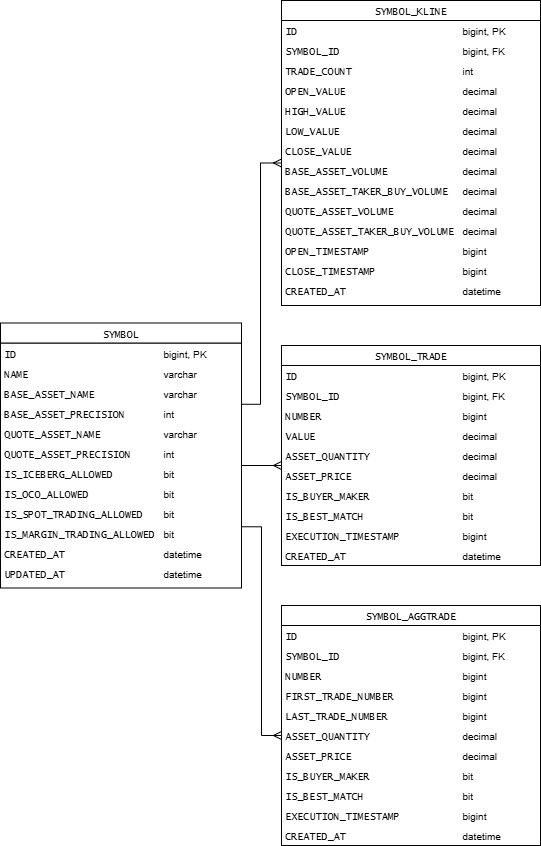 SYMBOL_KLINE
ID bigint, PK
SYMBOL_ID bigint, FK
TRADE_COUNT int
OPEN_VALUE decimal
HIGH_VALUE decimal
LOW_VALUE decimal
CLOSE_VALUE decimal
BASE_ASSET_VOLUME decimal
BASE_ASSET_TAKER_BUY_VOLUME decimal
QUOTE_ASSET_VOLUME decimal
QUOTE_ASSET_TAKER_BUY_VOLUME decimal
OPEN_TIMESTAMP bigint
CLOSE_TIMESTAMP bigint
CREATED_AT datetime
SYMBOL
ID bigint, PK
NAME varchar
BASE_ASSET_NAME varchar
BASE_ASSET_PRECISION int
QUOTE_ASSET_NAME varchar
QUOTE_ASSET_PRECISION int
IS_ICEBERG_ALLOWED bit
IS_OCO_ALLOWED bit
IS_SPOT_TRADING_ALLOWED bit
IS_MARGIN_TRADING_ALLOWED bit
CREATED_AT datetime
UPDATED_AT datetime
SYMBOL_TRADE
ID bigint, PK
SYMBOL_ID bigint, FK
NUMBER bigint
VALUE decimal
ASSET_QUANTITY decimal
ASSET_PRICE decimal
IS_BUYER_MAKER bit
IS_BEST_MATCH bit
EXECUTION_TIMESTAMP bigint
CREATED_AT datetime
SYMBOL_AGGTRADE
ID bigint, PK
SYMBOL_ID bigint, FK
NUMBER bigint
FIRST_TRADE_NUMBER bigint
LAST_TRADE_NUMBER bigint
ASSET_QUANTITY decimal
ASSET_PRICE decimal
IS_BUYER_MAKER bit
IS_BEST_MATCH bit
EXECUTION_TIMESTAMP bigint
CREATED_AT datetime